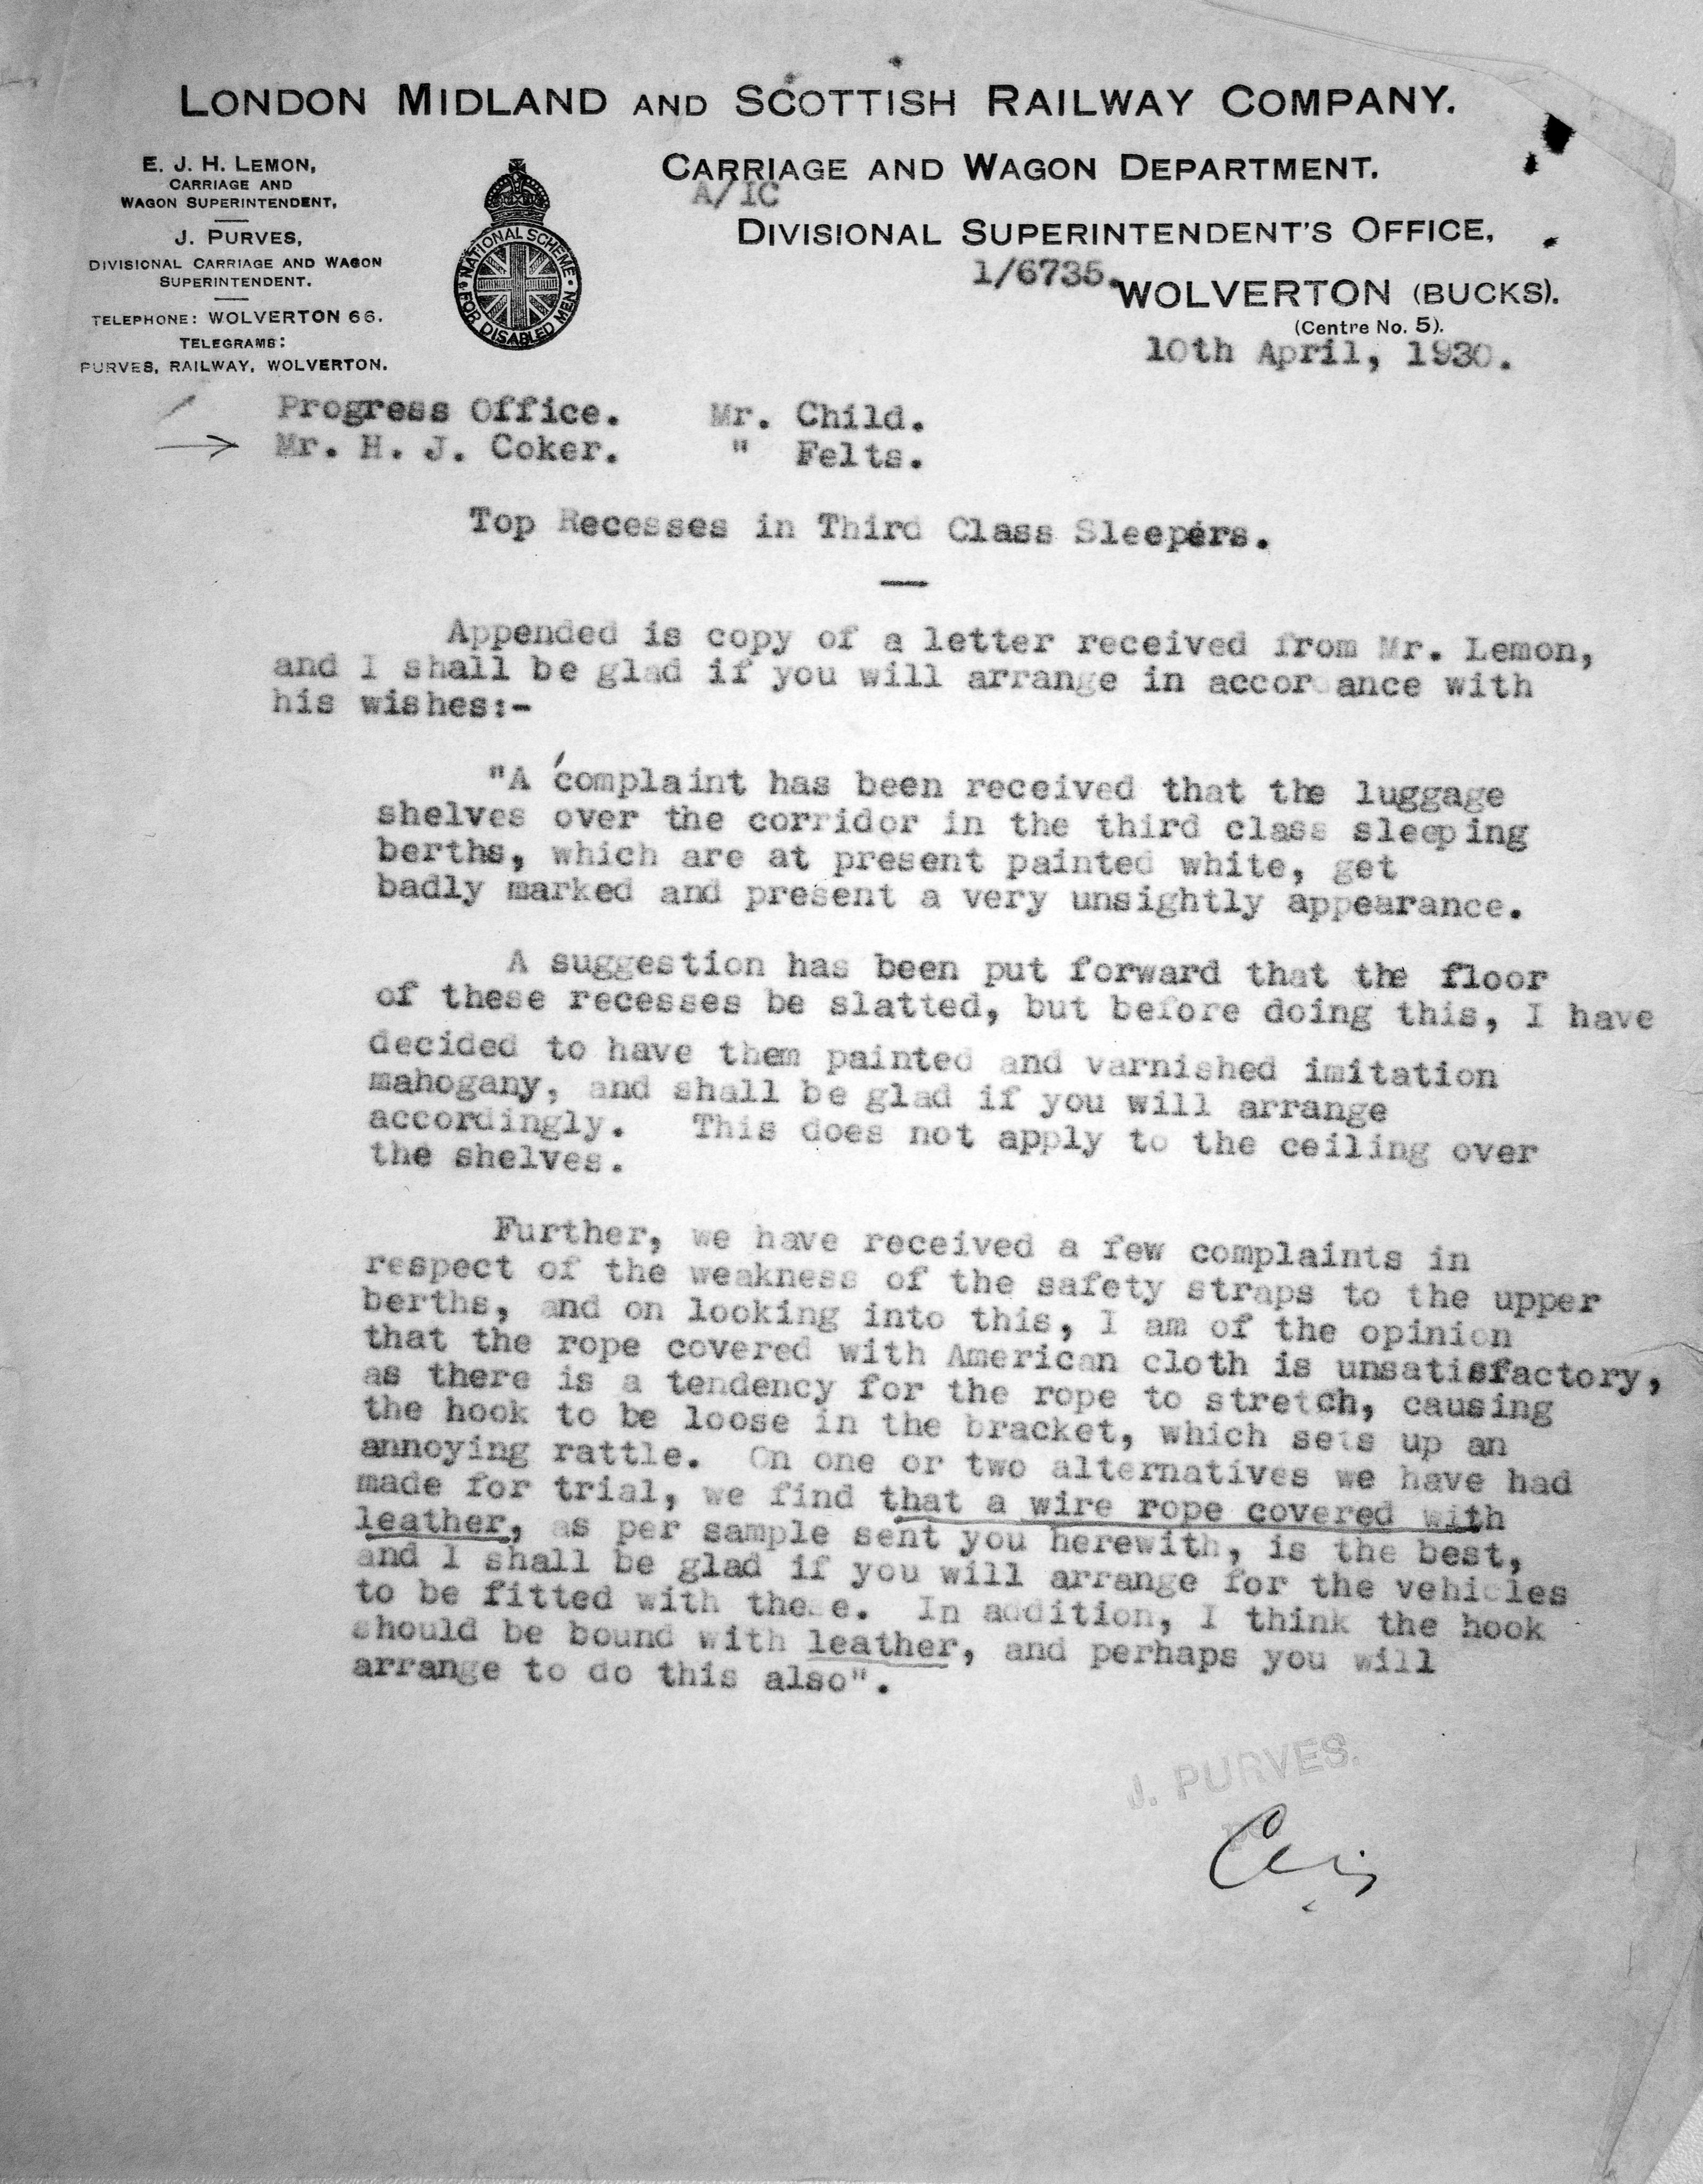 LONDON MIDLAND AND SCOTTISH RAILWAY COMPANY.
E. J. H. LEMON,
CARRIAGE AND
WAGON SUPERINTENDENT,
J. PURVES,
DIVISIONAL CARRIAGE AND WAGON
SUPERINTENDENT.
TELEPHONE: WOLVERTON 66.
TELEGRAMS:
PURVES, RAILWAY, WOLVERTON.
NATIONAL SCHEME
FOR DISABLED MEN
CARRIAGE AND WAGON DEPARTMENT.
A/IC
DIVISIONAL SUPERINTENDENT'S OFFICE,
1/6735.
WOLVERTON (BUCKS).
(Centre No. 5).
10th April, 1930.
Progress Office. Mr. Child.
Mr. H. J. Coker. " Felts.
Top Recesses in Third Class Sleepers.
Appended is copy of a letter received from Mr. Lemon,
and I shall be glad if you will arrange in accordance with
his wishes:-
"A complaint has been received that the luggage
shelves over the corridor in the third class sleeping
berths, which are at present painted white, get
badly marked and present a very unsightly appearance.
A suggestion has been put forward that the floor
of these recesses be slatted, but before doing this, I have
decided to have them painted and varnished imitation
mahogany, and shall be glad if you will arrange
accordingly. This does not apply to the ceiling over
the shelves.
Further, we have received a few complaints in
respect of the weakness of the safety straps to the upper
berths, and on looking into this, I am of the opinion
that the rope covered with American cloth is unsatisfactory,
as there is a tendency for the rope to stretch, causing
the hook to be loose in the bracket, which sets up an
annoying rattle. On one or two alternatives we have had
made for trial, we find that a wire rope covered with
leather, as per sample sent you herewith, is the best,
and I shall be glad if you will arrange for the vehicles
to be fitted with these. In addition, I think the hook
should be bound with leather, and perhaps you will
arrange to do this also".
J. PURVES.